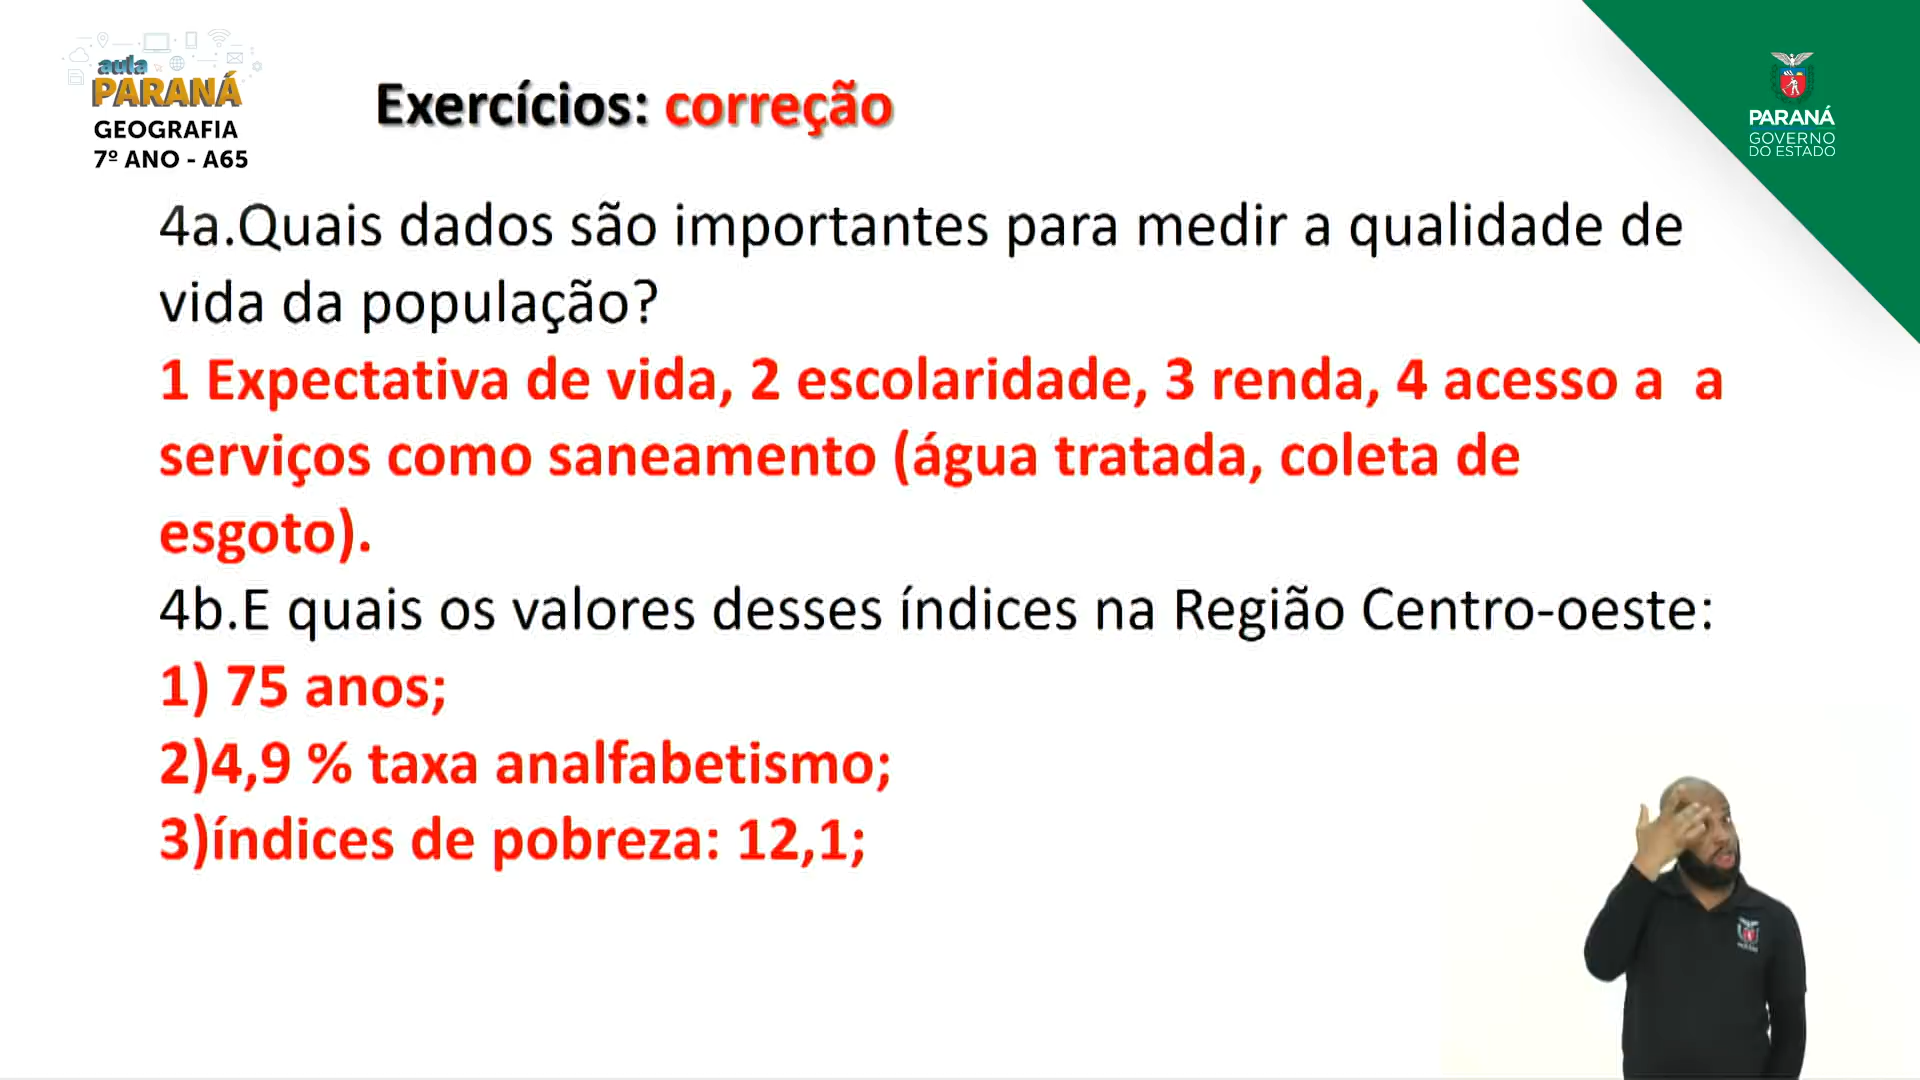 aula
PARANÁ
GEOGRAFIA
7º ANO - A65
Exercícios: correção
PARANÁ
GOVERNO
DO ESTADO
4a.Quais dados são importantes para medir a qualidade de
vida da população?
1 Expectativa de vida, 2 escolaridade, 3 renda, 4 acesso a  a
serviços como saneamento (água tratada, coleta de
esgoto).
4b.E quais os valores desses índices na Região Centro-oeste:
1) 75 anos;
2)4,9 % taxa analfabetismo;
3)índices de pobreza: 12,1;